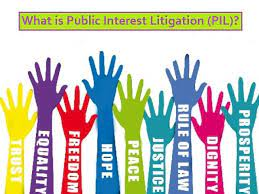 What is Public Interest Litigation (PIL)?
TRUST
EQUALITY
FREEDOM
HOPE
PEACE
JUSTICE
RULE OF LAW
DIGNITY
PROSPERITY